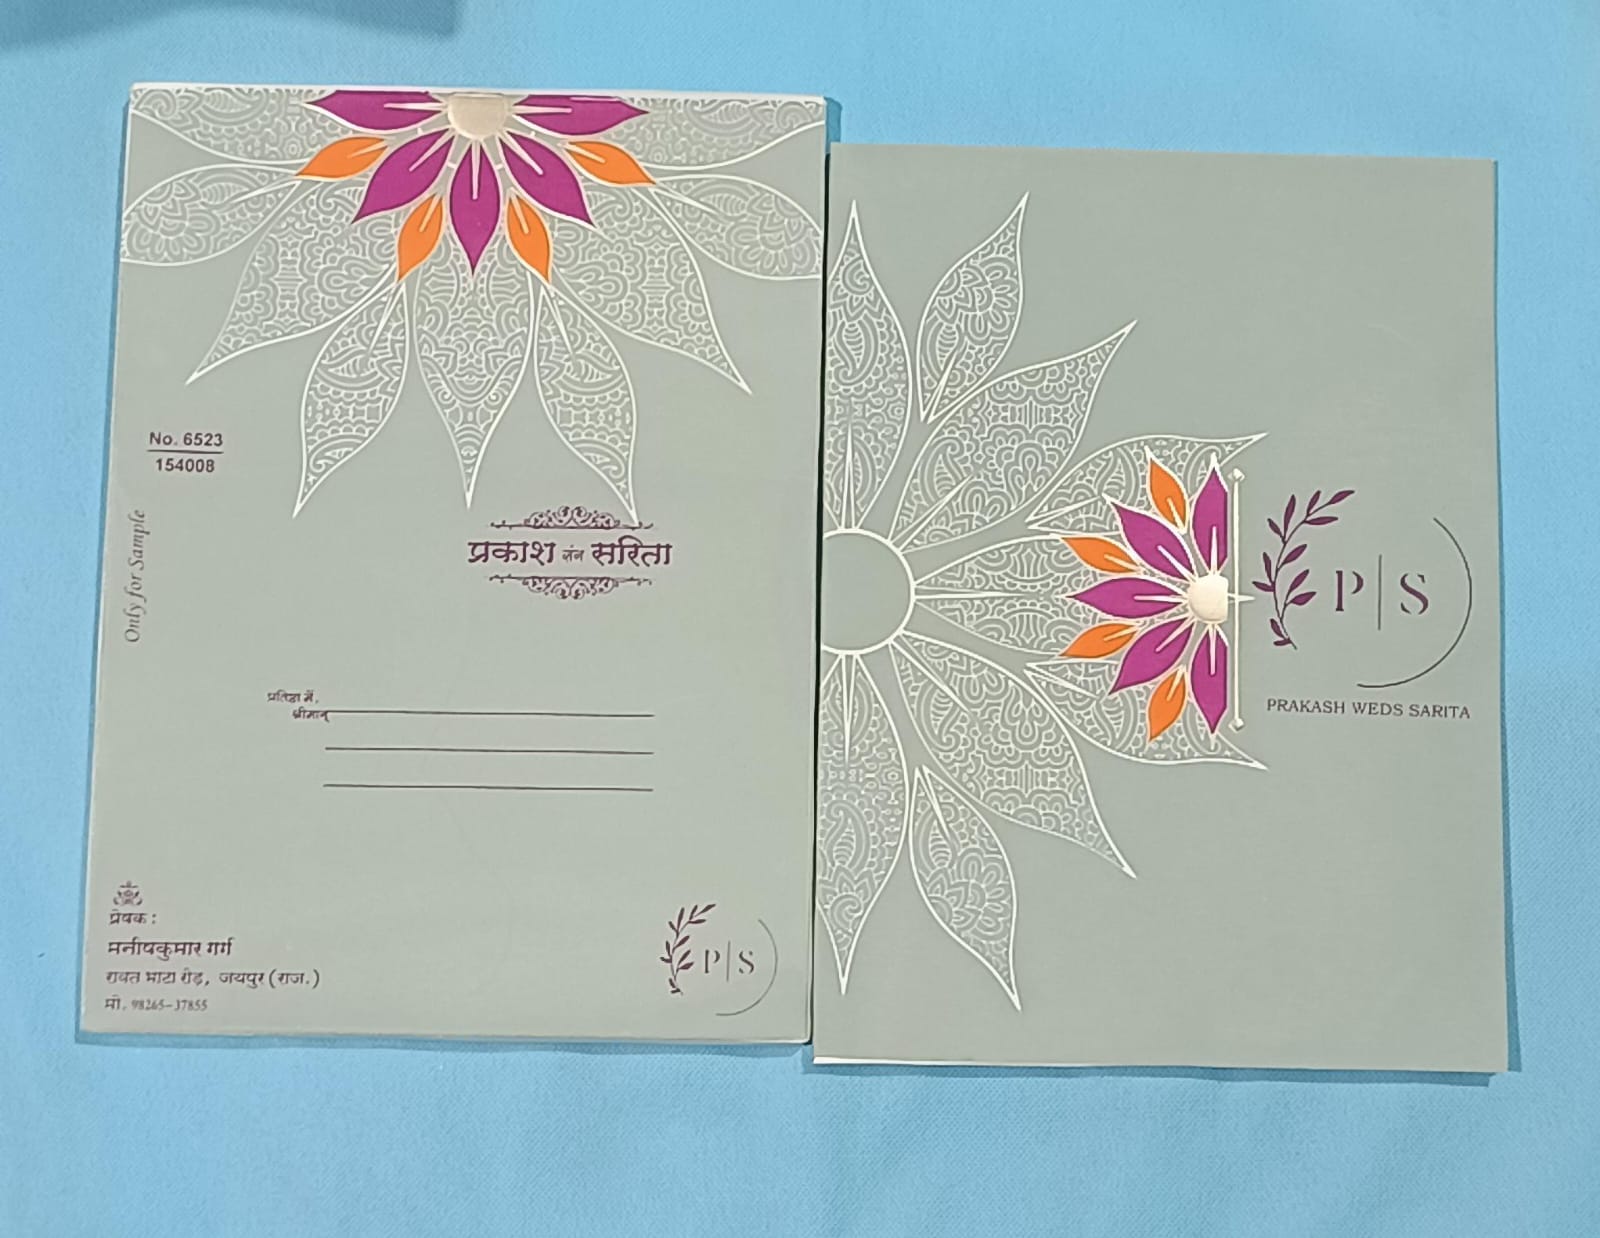 No. 6523
154008
Only for Sample
प्रकाश संग सरिता
प्रतिष्ठा में,
श्रीमान्
प्रेषक :
मनीषकुमार गर्ग
रावत भाटा रोड़, जयपुर (राज.)
मो. 98265-37855
P|S
P|S
PRAKASH WEDS SARITA